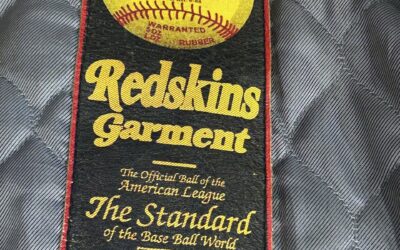 WARRANTED
RUBBER
Redskins
Garment
The Official Ball of the
American League
The Standard
of the Base Ball World